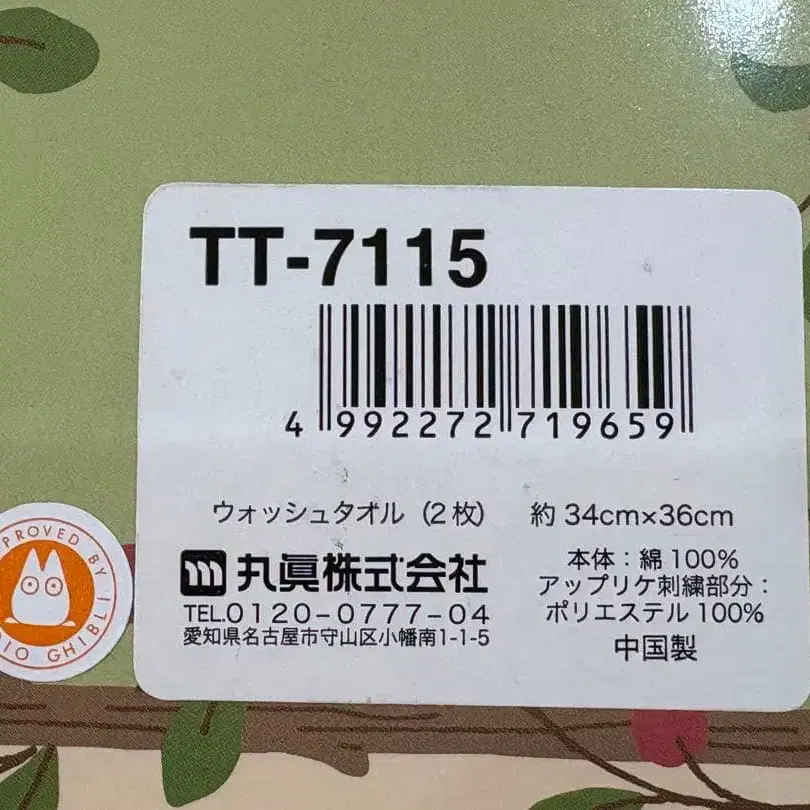 TT-7115
4 992272 719659
ウォッシュタオル（2枚） 約 34cm×36cm
丸眞株式会社
TEL.0120-0777-04
愛知県名古屋市守山区小幡南1-1-5
本体：綿 100%
アップリケ刺繍部分：
ポリエステル 100%
中国製
PROVED BY
IO GHIBLI